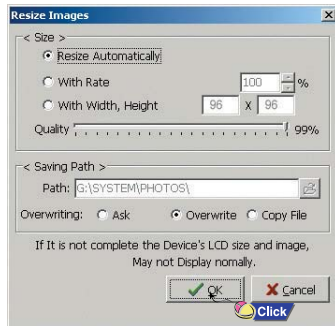 Resize Images
< Size >
Resize Automatically
With Rate 100 %
With Width, Height 96 X 96
Quality 99%
< Saving Path >
Path: G:\SYSTEM\PHOTOS\
Overwriting: Ask Overwrite Copy File
If It is not complete the Device's LCD size and image,
May not Display nomally.
OK Cancel
Click